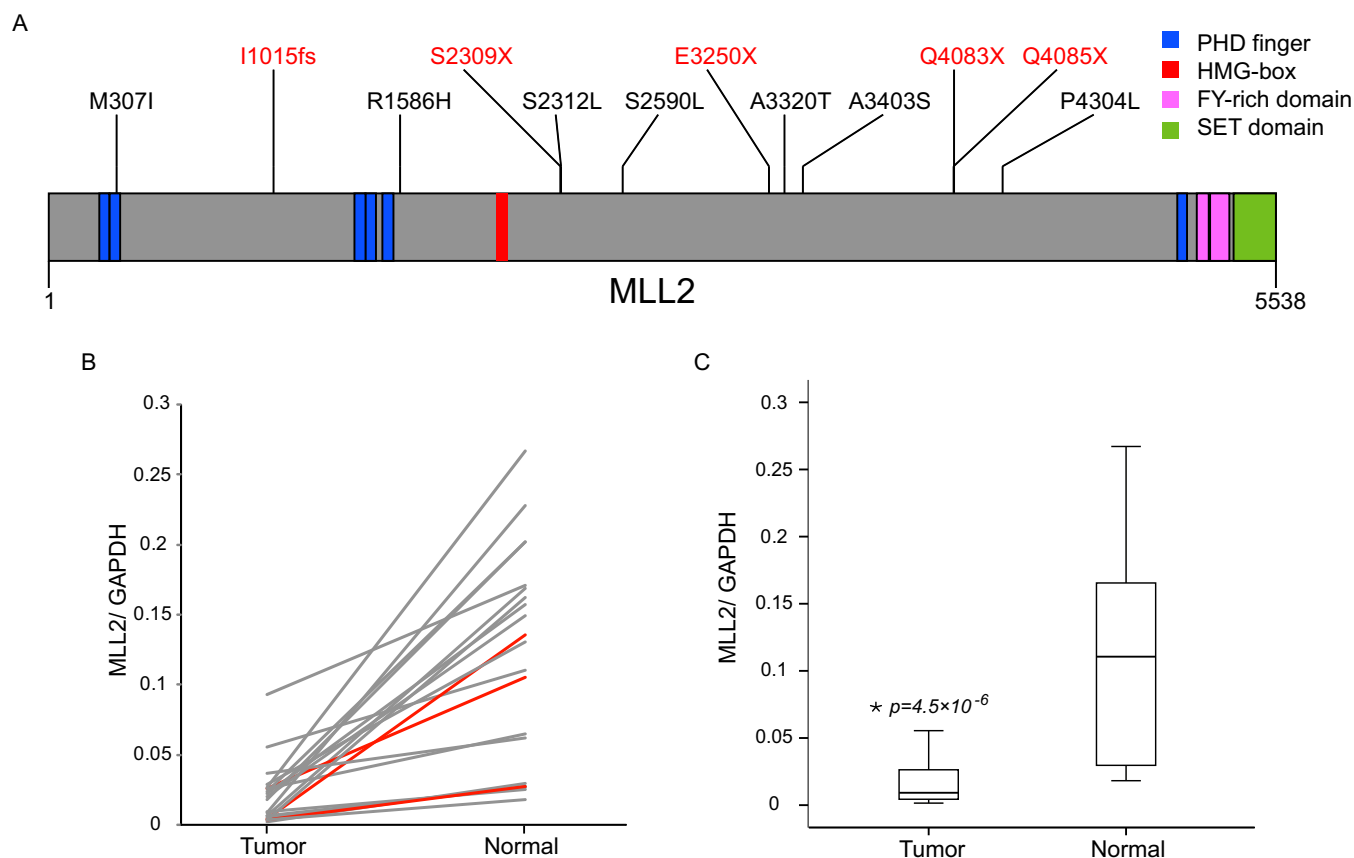 A
I1015fs S2309X E3250X Q4083X Q4085X
M307I R1586H S2312L S2590L A3320T A3403S P4304L
PHD finger
HMG-box
FY-rich domain
SET domain
1 MLL2 5538
B
MLL2/ GAPDH
0.3
0.25
0.2
0.15
0.1
0.05
0
Tumor Normal
C
MLL2/ GAPDH
0.3
0.25
0.2
0.15
0.1
0.05
0
* p=4.5×10⁻⁶
Tumor Normal